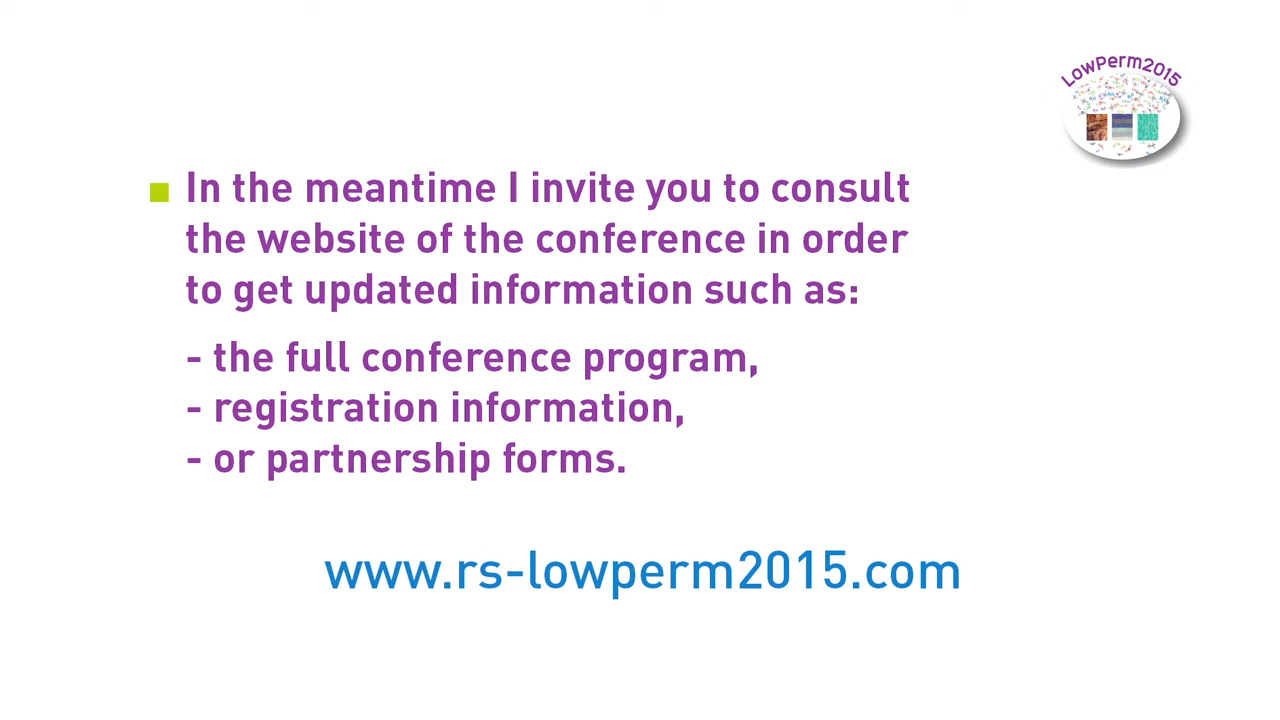 LowPerm2015
In the meantime I invite you to consult
the website of the conference in order
to get updated information such as:
- the full conference program,
- registration information,
- or partnership forms.
www.rs-lowperm2015.com